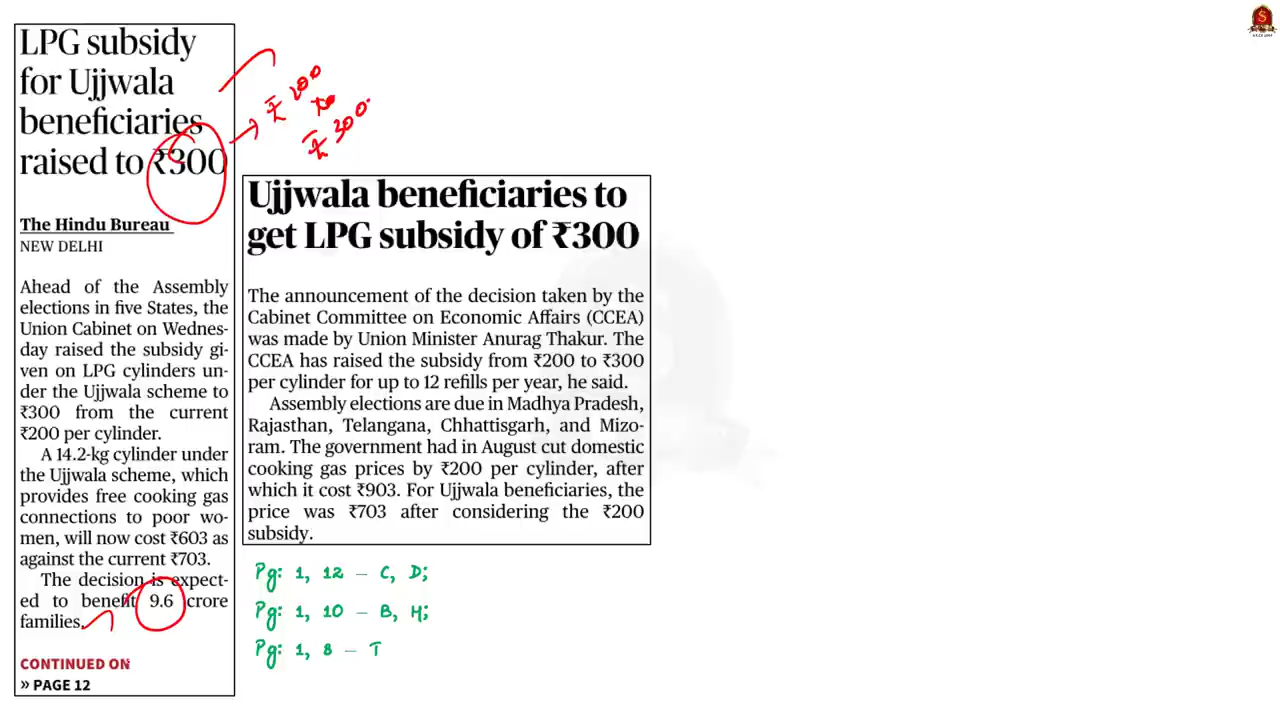 LPG subsidy
for Ujjwala
beneficiaries
raised to ₹300
The Hindu Bureau
NEW DELHI
Ahead of the Assembly
elections in five States, the
Union Cabinet on Wednes-
day raised the subsidy gi-
ven on LPG cylinders un-
der the Ujjwala scheme to
₹300 from the current
₹200 per cylinder.
A 14.2-kg cylinder under
the Ujjwala scheme, which
provides free cooking gas
connections to poor wo-
men, will now cost ₹603 as
against the current ₹703.
The decision is expect-
ed to benefit 9.6 crore
families.
CONTINUED ON
» PAGE 12
₹ 200
to
₹ 300.
Ujjwala beneficiaries to
get LPG subsidy of ₹300
The announcement of the decision taken by the
Cabinet Committee on Economic Affairs (CCEA)
was made by Union Minister Anurag Thakur. The
CCEA has raised the subsidy from ₹200 to ₹300
per cylinder for up to 12 refills per year, he said.
Assembly elections are due in Madhya Pradesh,
Rajasthan, Telangana, Chhattisgarh, and Mizo-
ram. The government had in August cut domestic
cooking gas prices by ₹200 per cylinder, after
which it cost ₹903. For Ujjwala beneficiaries, the
price was ₹703 after considering the ₹200
subsidy.
Pg: 1, 12 – C, D;
Pg: 1, 10 – B, H;
Pg: 1, 8 – T